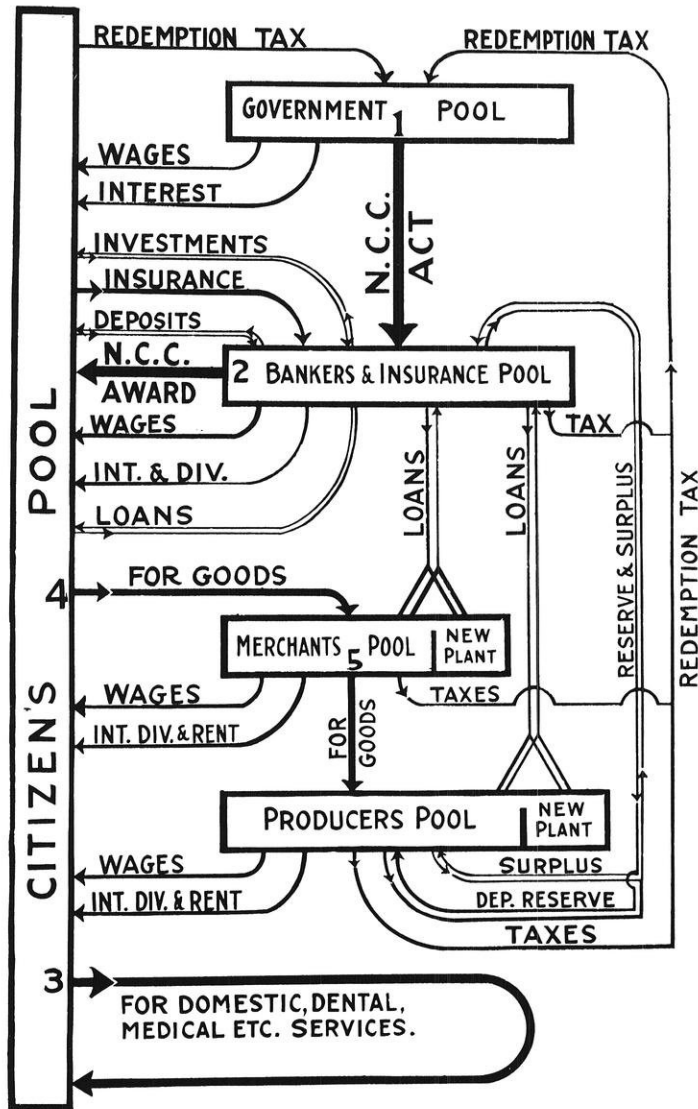 REDEMPTION TAX
REDEMPTION TAX
GOVERNMENT 1 POOL
WAGES
INTEREST
N.C.C.
ACT
INVESTMENTS
INSURANCE
DEPOSITS
N.C.C.
AWARD
2 BANKERS & INSURANCE POOL
WAGES
TAX
INT. & DIV.
LOANS
LOANS
LOANS
RESERVE & SURPLUS
REDEMPTION TAX
CITIZEN'S POOL
4
FOR GOODS
MERCHANTS 5 POOL
NEW
PLANT
WAGES
TAXES
INT. DIV. & RENT
FOR
GOODS
PRODUCERS POOL
NEW
PLANT
WAGES
SURPLUS
INT. DIV. & RENT
DEP. RESERVE
TAXES
3
FOR DOMESTIC, DENTAL,
MEDICAL ETC. SERVICES.